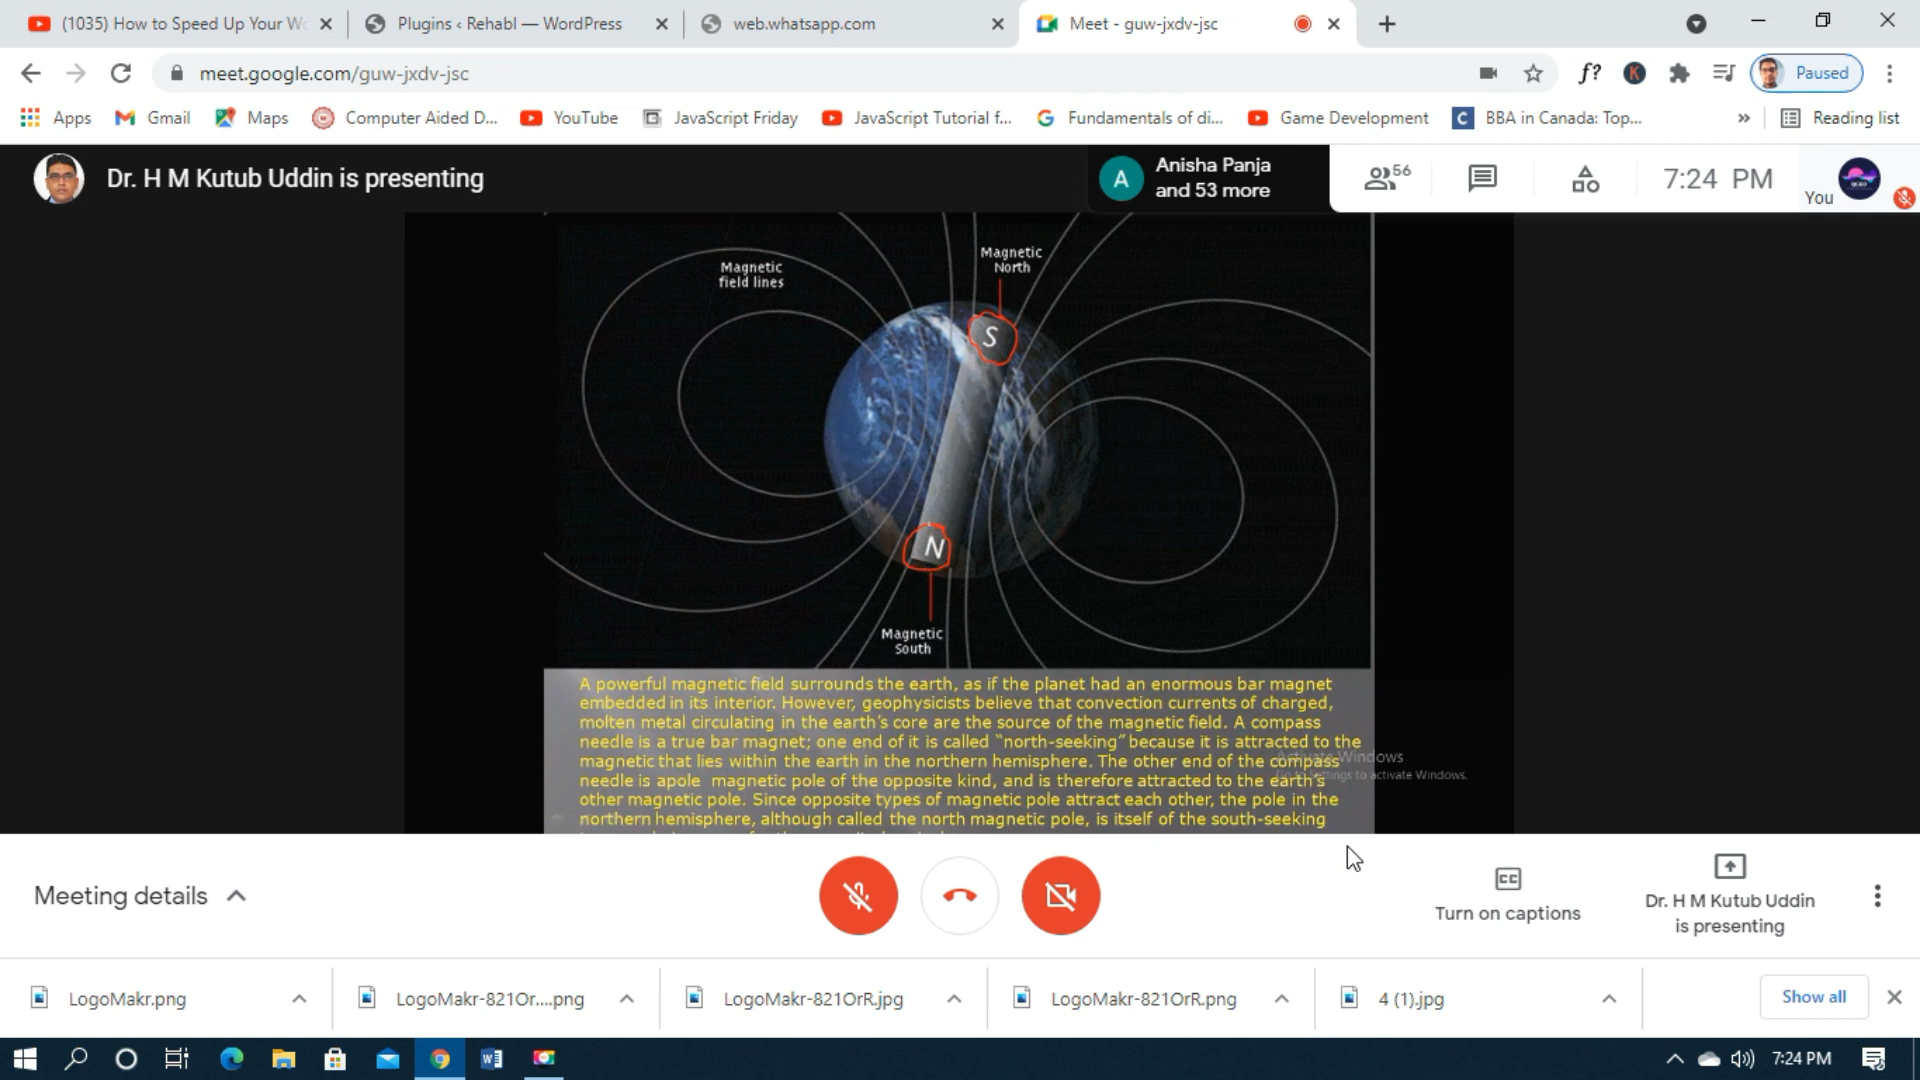 (1035) How to Speed Up Your Wo
Plugins ‹ Rehabl — WordPress
web.whatsapp.com
Meet - guw-jxdv-jsc
meet.google.com/guw-jxdv-jsc
f?
K
Paused
Apps
Gmail
Maps
Computer Aided D...
YouTube
JavaScript Friday
JavaScript Tutorial f...
Fundamentals of di...
Game Development
C
BBA in Canada: Top...
»
Reading list
Dr. H M Kutub Uddin is presenting
A
Anisha Panja
and 53 more
56
7:24 PM
You
Magnetic
field lines
Magnetic
North
S
N
Magnetic
South
A powerful magnetic field surrounds the earth, as if the planet had an enormous bar magnet
embedded in its interior. However, geophysicists believe that convection currents of charged,
molten metal circulating in the earth's core are the source of the magnetic field. A compass
needle is a true bar magnet; one end of it is called "north-seeking" because it is attracted to the
magnetic that lies within the earth in the northern hemisphere. The other end of the compass
needle is apole magnetic pole of the opposite kind, and is therefore attracted to the earth's
other magnetic pole. Since opposite types of magnetic pole attract each other, the pole in the
northern hemisphere, although called the north magnetic pole, is itself of the south-seeking
Activate Windows
Go to Settings to activate Windows.
Meeting details
CC
Turn on captions
Dr. H M Kutub Uddin
is presenting
LogoMakr.png
LogoMakr-821Or....png
LogoMakr-821OrR.jpg
LogoMakr-821OrR.png
4 (1).jpg
Show all
7:24 PM